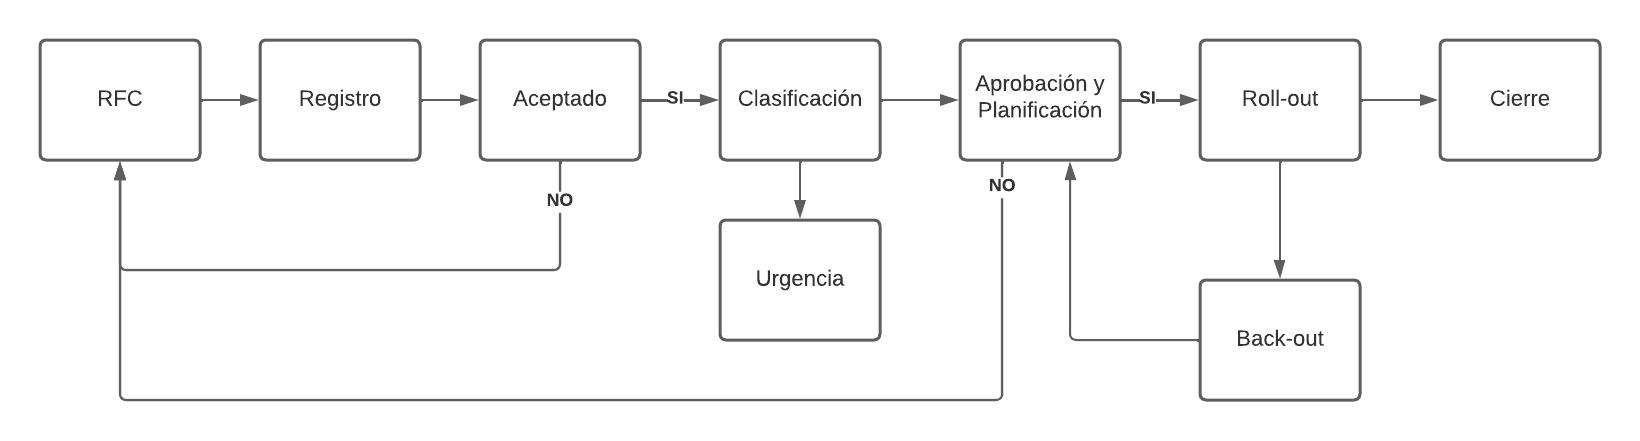 RFC
Registro
Aceptado
SI
Clasificación
Aprobación y
Planificación
SI
Roll-out
Cierre
NO
NO
Urgencia
Back-out